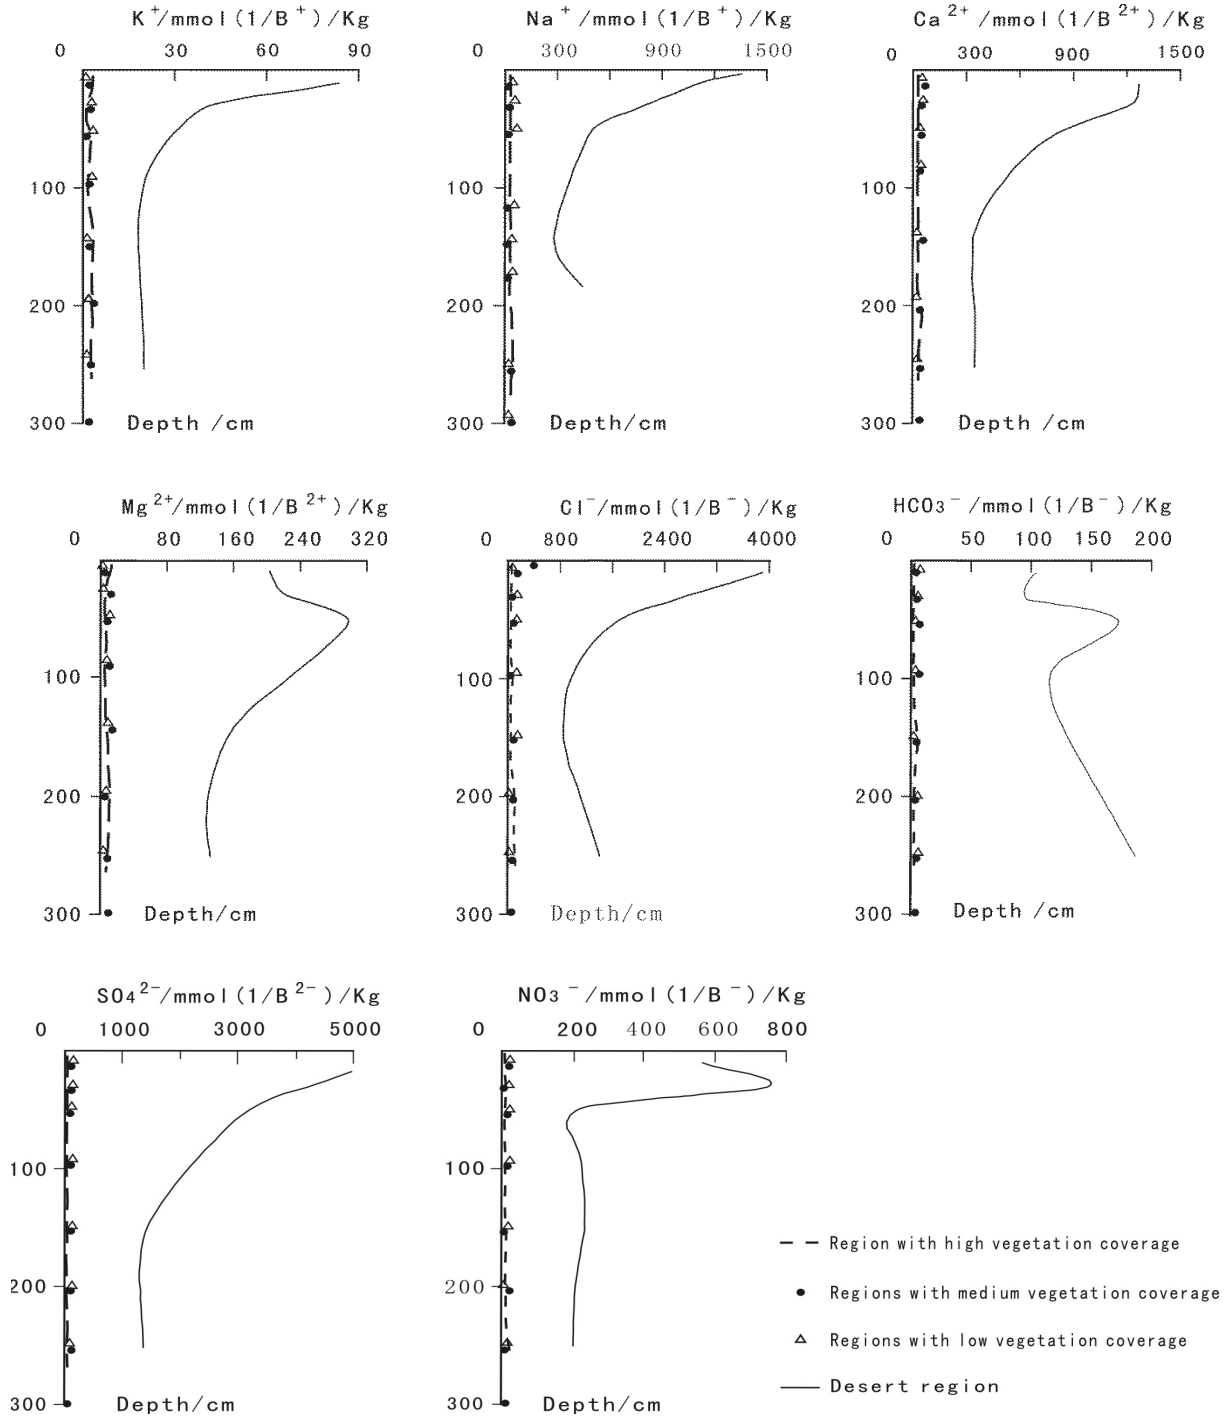 K⁺/mmol(1/B⁺)/Kg
0 30 60 90
100
200
300
Depth /cm
Na⁺/mmol(1/B⁺)/Kg
0 300 900 1500
100
200
300
Depth/cm
Ca²⁺/mmol(1/B²⁺)/Kg
0 300 900 1500
100
200
300
Depth /cm
Mg²⁺/mmol(1/B²⁺)/Kg
0 80 160 240 320
100
200
300
Depth/cm
Cl⁻/mmol(1/B⁻)/Kg
0 800 2400 4000
100
200
300
Depth/cm
HCO₃⁻/mmol(1/B⁻)/Kg
0 50 100 150 200
100
200
300
Depth /cm
SO₄²⁻/mmol(1/B²⁻)/Kg
0 1000 3000 5000
100
200
300
Depth/cm
NO₃⁻/mmol(1/B⁻)/Kg
0 200 400 600 800
100
200
300
Depth/cm
Region with high vegetation coverage
Regions with medium vegetation coverage
Regions with low vegetation coverage
Desert region